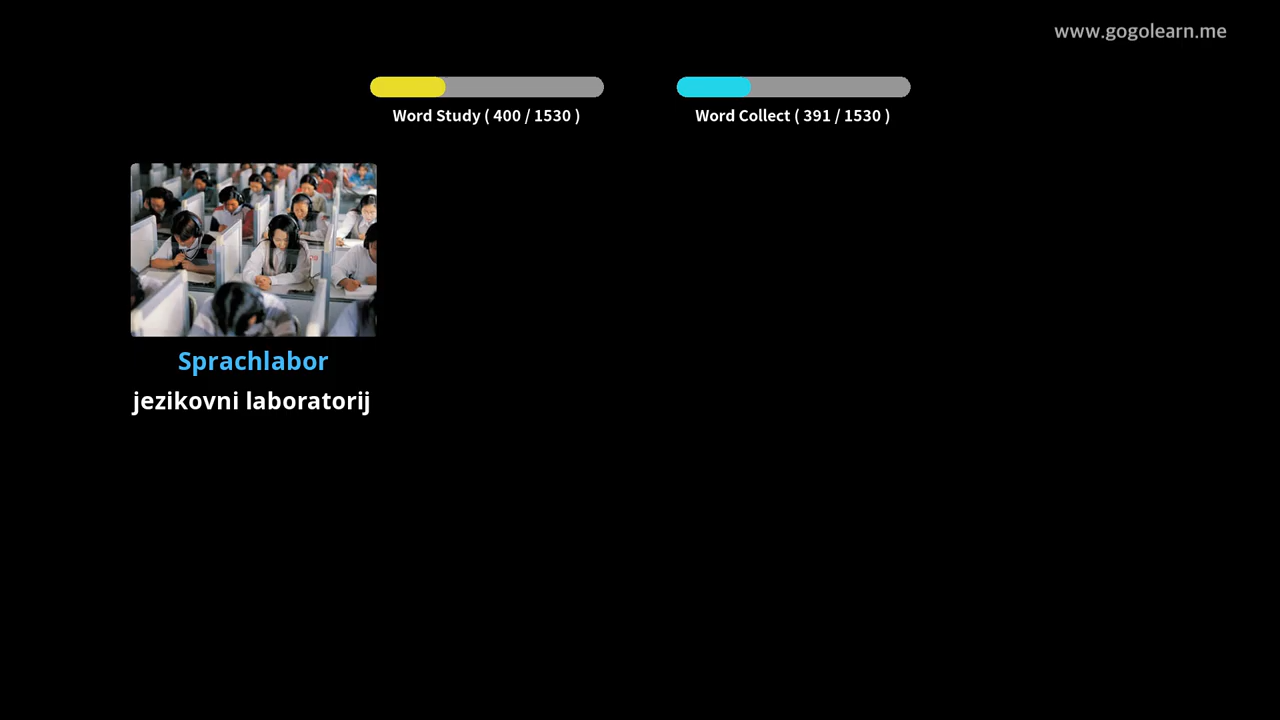 www.gogolearn.me
Word Study ( 400 / 1530 )
Word Collect ( 391 / 1530 )
Sprachlabor
jezikovni laboratorij